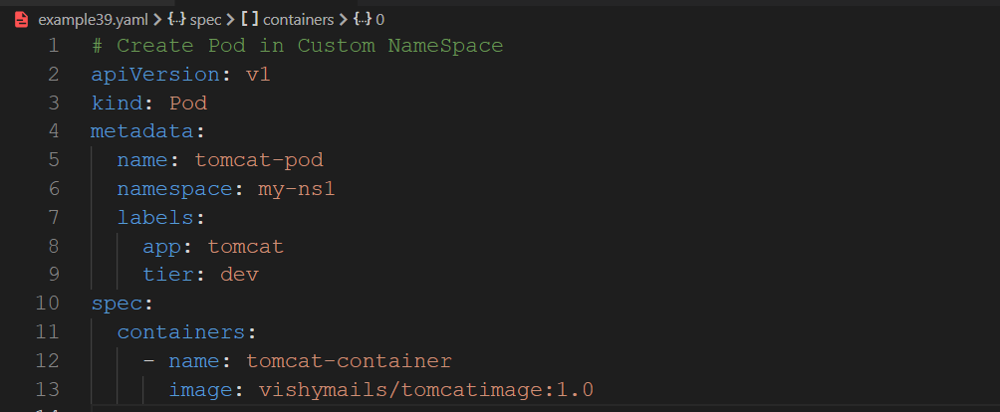 example39.yaml > {..} spec > [ ] containers > {..} 0
1 # Create Pod in Custom NameSpace
2 apiVersion: v1
3 kind: Pod
4 metadata:
5 name: tomcat-pod
6 namespace: my-ns1
7 labels:
8 app: tomcat
9 tier: dev
10 spec:
11 containers:
12 - name: tomcat-container
13 image: vishymails/tomcatimage:1.0